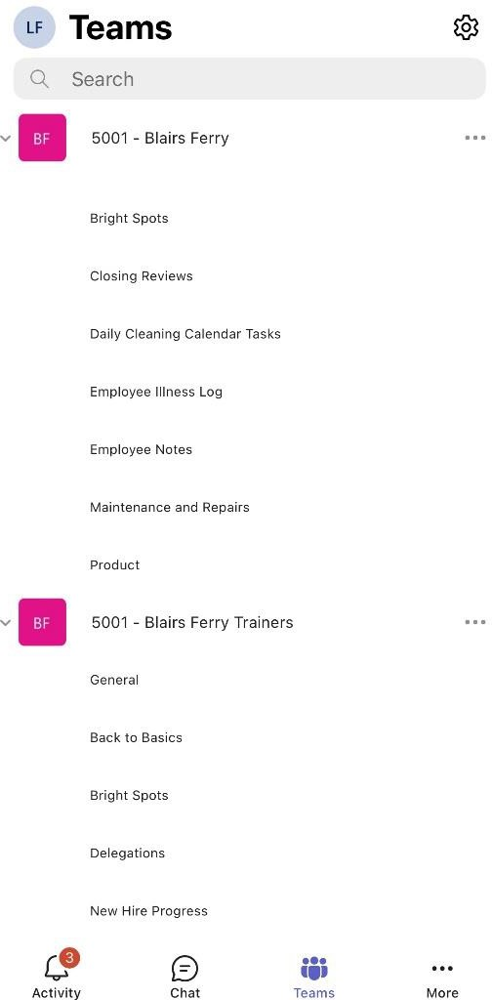 LF Teams
Search
BF 5001 - Blairs Ferry
Bright Spots
Closing Reviews
Daily Cleaning Calendar Tasks
Employee Illness Log
Employee Notes
Maintenance and Repairs
Product
BF 5001 - Blairs Ferry Trainers
General
Back to Basics
Bright Spots
Delegations
New Hire Progress
3
Activity Chat Teams More